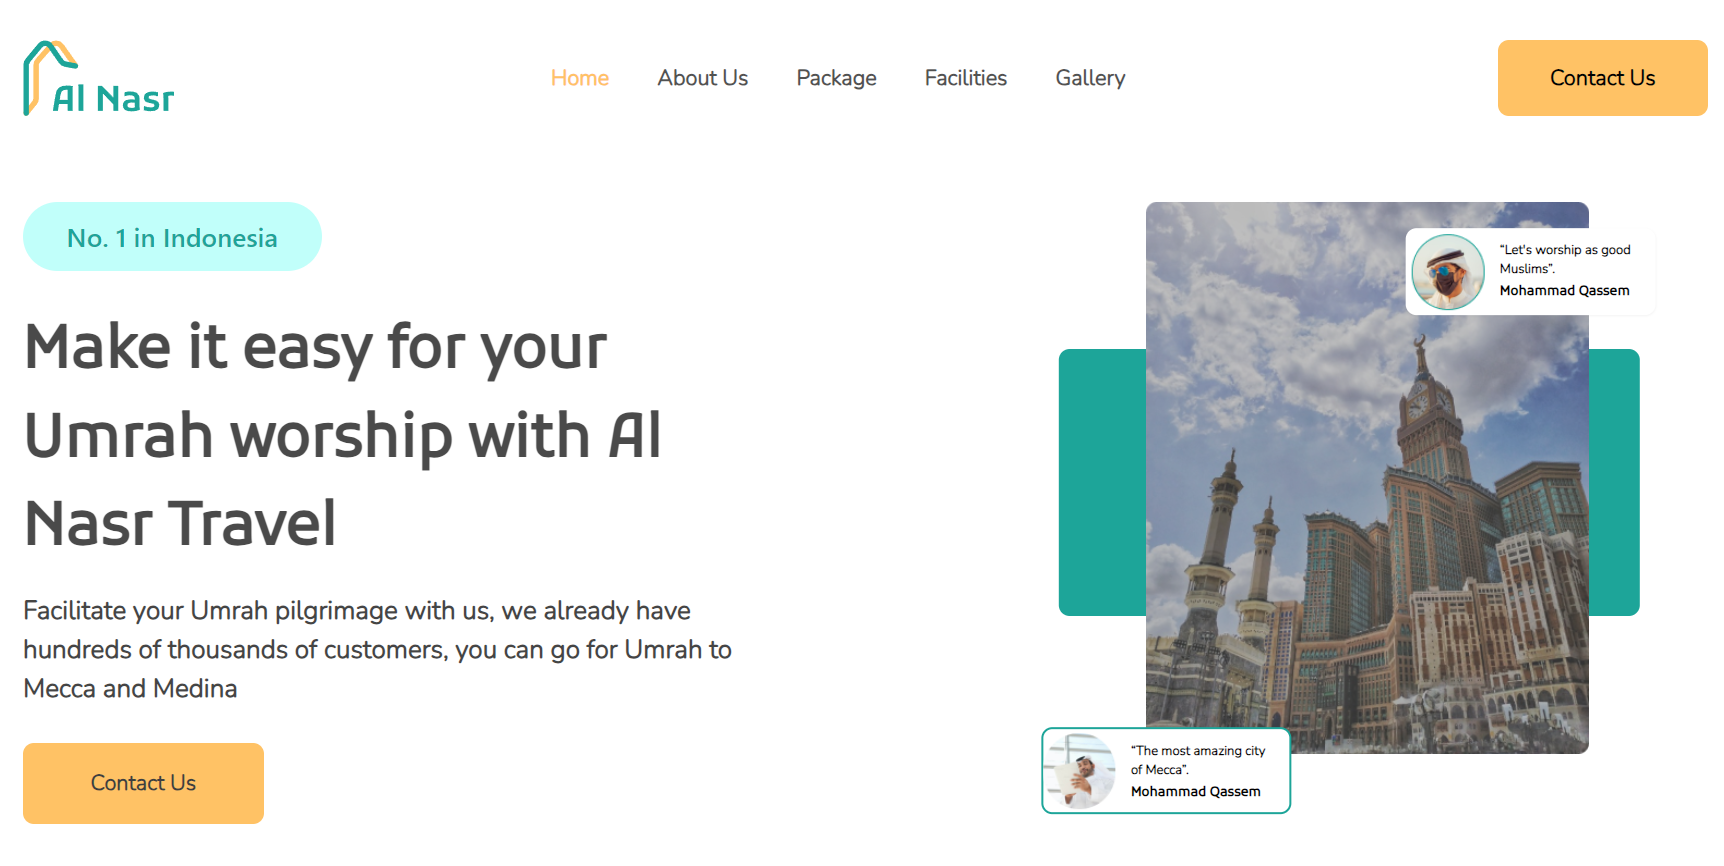 Al Nasr
Home
About Us
Package
Facilities
Gallery
Contact Us
No. 1 in Indonesia
Make it easy for your
Umrah worship with Al
Nasr Travel
Facilitate your Umrah pilgrimage with us, we already have
hundreds of thousands of customers, you can go for Umrah to
Mecca and Medina
Contact Us
“Let's worship as good
Muslims”.
Mohammad Qassem
“The most amazing city
of Mecca”.
Mohammad Qassem